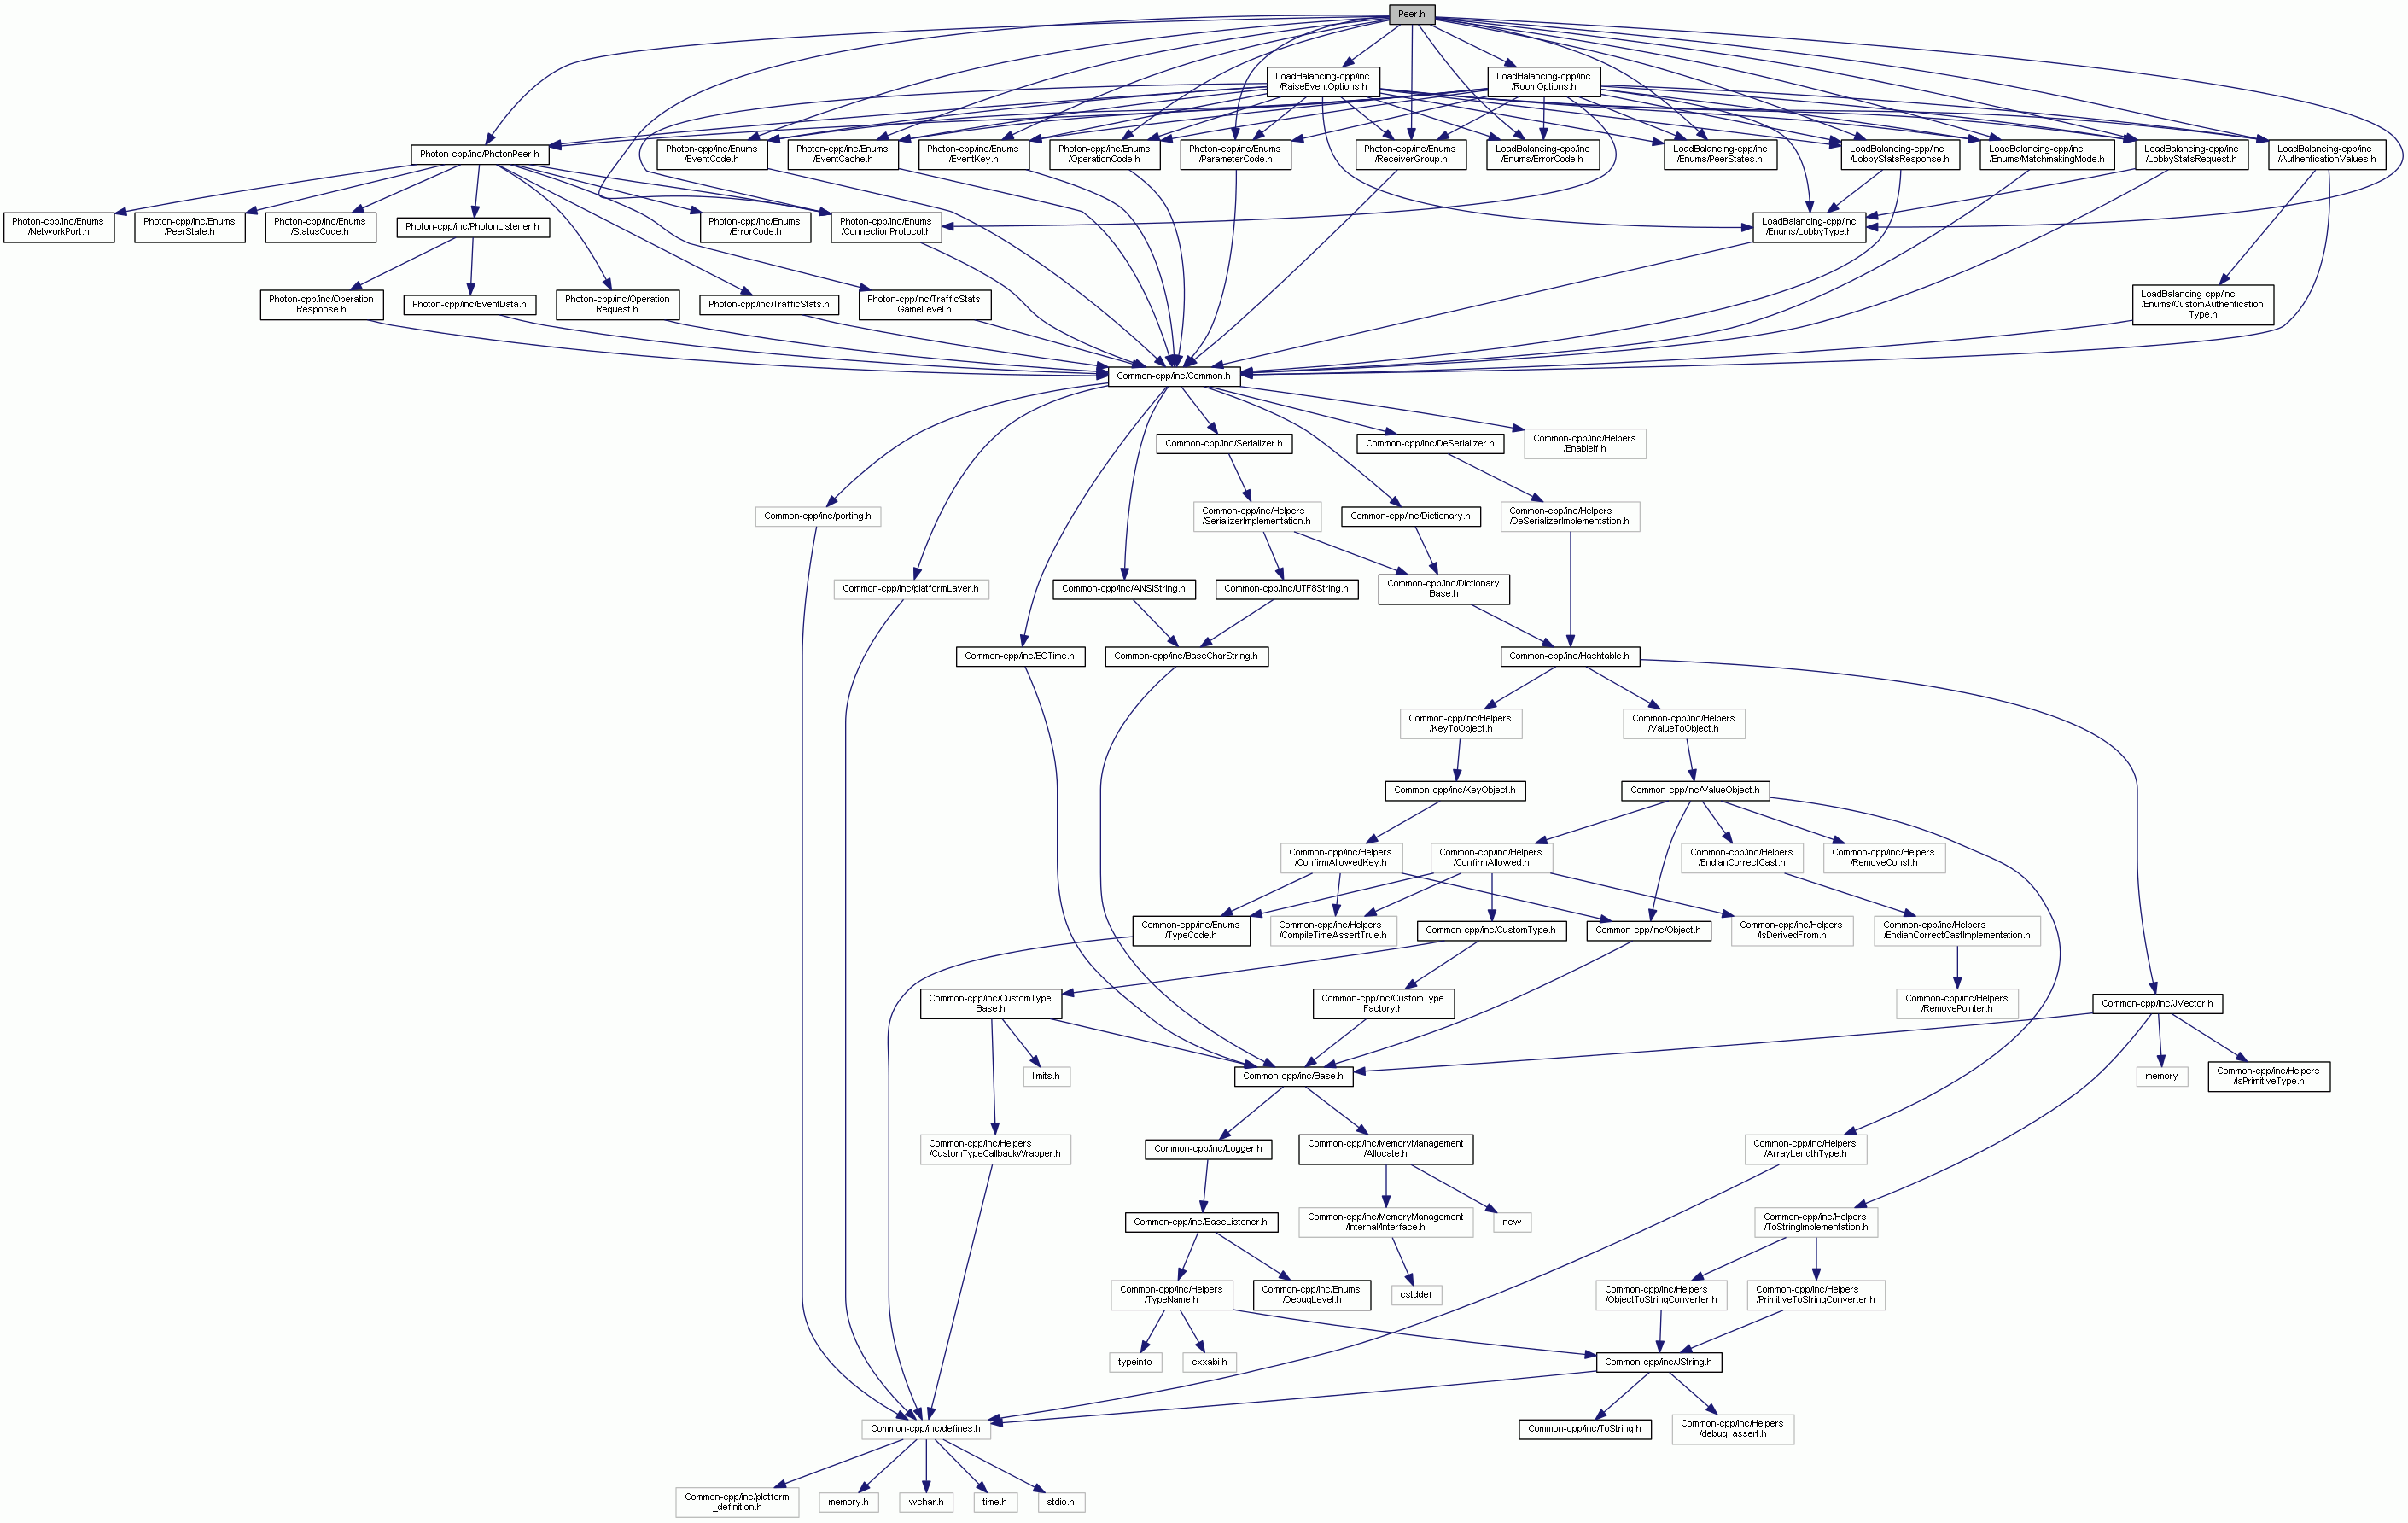 Peer.h
LoadBalancing-cpp/inc
/RaiseEventOptions.h
LoadBalancing-cpp/inc
/RoomOptions.h
Photon-cpp/inc/PhotonPeer.h
Photon-cpp/inc/Enums
/EventCode.h
Photon-cpp/inc/Enums
/EventCache.h
Photon-cpp/inc/Enums
/EventKey.h
Photon-cpp/inc/Enums
/OperationCode.h
Photon-cpp/inc/Enums
/ParameterCode.h
Photon-cpp/inc/Enums
/ReceiverGroup.h
LoadBalancing-cpp/inc
/Enums/ErrorCode.h
LoadBalancing-cpp/inc
/Enums/PeerStates.h
LoadBalancing-cpp/inc
/LobbyStatsResponse.h
LoadBalancing-cpp/inc
/Enums/MatchmakingMode.h
LoadBalancing-cpp/inc
/LobbyStatsRequest.h
LoadBalancing-cpp/inc
/AuthenticationValues.h
Photon-cpp/inc/Enums
/NetworkPort.h
Photon-cpp/inc/Enums
/PeerState.h
Photon-cpp/inc/Enums
/StatusCode.h
Photon-cpp/inc/PhotonListener.h
Photon-cpp/inc/Enums
/ErrorCode.h
Photon-cpp/inc/Enums
/ConnectionProtocol.h
LoadBalancing-cpp/inc
/Enums/LobbyType.h
Photon-cpp/inc/Operation
Response.h
Photon-cpp/inc/EventData.h
Photon-cpp/inc/Operation
Request.h
Photon-cpp/inc/TrafficStats.h
Photon-cpp/inc/TrafficStats
GameLevel.h
LoadBalancing-cpp/inc
/Enums/CustomAuthentication
Type.h
Common-cpp/inc/Common.h
Common-cpp/inc/Serializer.h
Common-cpp/inc/DeSerializer.h
Common-cpp/inc/Helpers
/EnableIf.h
Common-cpp/inc/porting.h
Common-cpp/inc/Helpers
/SerializerImplementation.h
Common-cpp/inc/Dictionary.h
Common-cpp/inc/Helpers
/DeSerializerImplementation.h
Common-cpp/inc/platformLayer.h
Common-cpp/inc/ANSIString.h
Common-cpp/inc/UTF8String.h
Common-cpp/inc/Dictionary
Base.h
Common-cpp/inc/EGTime.h
Common-cpp/inc/BaseCharString.h
Common-cpp/inc/Hashtable.h
Common-cpp/inc/Helpers
/KeyToObject.h
Common-cpp/inc/Helpers
/ValueToObject.h
Common-cpp/inc/KeyObject.h
Common-cpp/inc/ValueObject.h
Common-cpp/inc/Helpers
/ConfirmAllowedKey.h
Common-cpp/inc/Helpers
/ConfirmAllowed.h
Common-cpp/inc/Helpers
/EndianCorrectCast.h
Common-cpp/inc/Helpers
/RemoveConst.h
Common-cpp/inc/Enums
/TypeCode.h
Common-cpp/inc/Helpers
/CompileTimeAssertTrue.h
Common-cpp/inc/CustomType.h
Common-cpp/inc/Object.h
Common-cpp/inc/Helpers
/IsDerivedFrom.h
Common-cpp/inc/Helpers
/EndianCorrectCastImplementation.h
Common-cpp/inc/CustomType
Base.h
Common-cpp/inc/CustomType
Factory.h
Common-cpp/inc/Helpers
/RemovePointer.h
Common-cpp/inc/JVector.h
limits.h
Common-cpp/inc/Base.h
memory
Common-cpp/inc/Helpers
/IsPrimitiveType.h
Common-cpp/inc/Helpers
/CustomTypeCallbackWrapper.h
Common-cpp/inc/Logger.h
Common-cpp/inc/MemoryManagement
/Allocate.h
Common-cpp/inc/Helpers
/ArrayLengthType.h
Common-cpp/inc/BaseListener.h
Common-cpp/inc/MemoryManagement
/Internal/Interface.h
new
Common-cpp/inc/Helpers
/ToStringImplementation.h
Common-cpp/inc/Helpers
/TypeName.h
Common-cpp/inc/Enums
/DebugLevel.h
cstddef
Common-cpp/inc/Helpers
/ObjectToStringConverter.h
Common-cpp/inc/Helpers
/PrimitiveToStringConverter.h
typeinfo
cxxabi.h
Common-cpp/inc/JString.h
Common-cpp/inc/defines.h
Common-cpp/inc/ToString.h
Common-cpp/inc/Helpers
/debug_assert.h
Common-cpp/inc/platform
_definition.h
memory.h
wchar.h
time.h
stdio.h